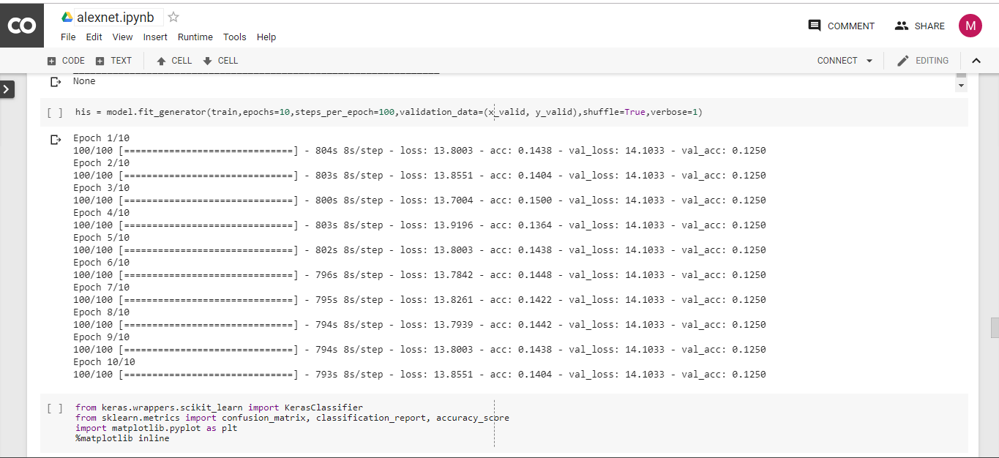 CO
alexnet.ipynb
File Edit View Insert Runtime Tools Help
COMMENT SHARE M
CODE TEXT CELL CELL
CONNECT EDITING
None
[ ] his = model.fit_generator(train,epochs=10,steps_per_epoch=100,validation_data=(x_valid, y_valid),shuffle=True,verbose=1)
Epoch 1/10
100/100 [==============================] - 804s 8s/step - loss: 13.8003 - acc: 0.1438 - val_loss: 14.1033 - val_acc: 0.1250
Epoch 2/10
100/100 [==============================] - 803s 8s/step - loss: 13.8551 - acc: 0.1404 - val_loss: 14.1033 - val_acc: 0.1250
Epoch 3/10
100/100 [==============================] - 800s 8s/step - loss: 13.7004 - acc: 0.1500 - val_loss: 14.1033 - val_acc: 0.1250
Epoch 4/10
100/100 [==============================] - 803s 8s/step - loss: 13.9196 - acc: 0.1364 - val_loss: 14.1033 - val_acc: 0.1250
Epoch 5/10
100/100 [==============================] - 802s 8s/step - loss: 13.8003 - acc: 0.1438 - val_loss: 14.1033 - val_acc: 0.1250
Epoch 6/10
100/100 [==============================] - 796s 8s/step - loss: 13.7842 - acc: 0.1448 - val_loss: 14.1033 - val_acc: 0.1250
Epoch 7/10
100/100 [==============================] - 795s 8s/step - loss: 13.8261 - acc: 0.1422 - val_loss: 14.1033 - val_acc: 0.1250
Epoch 8/10
100/100 [==============================] - 794s 8s/step - loss: 13.7939 - acc: 0.1442 - val_loss: 14.1033 - val_acc: 0.1250
Epoch 9/10
100/100 [==============================] - 794s 8s/step - loss: 13.8003 - acc: 0.1438 - val_loss: 14.1033 - val_acc: 0.1250
Epoch 10/10
100/100 [==============================] - 793s 8s/step - loss: 13.8551 - acc: 0.1404 - val_loss: 14.1033 - val_acc: 0.1250
[ ] from keras.wrappers.scikit_learn import KerasClassifier
from sklearn.metrics import confusion_matrix, classification_report, accuracy_score
import matplotlib.pyplot as plt
%matplotlib inline